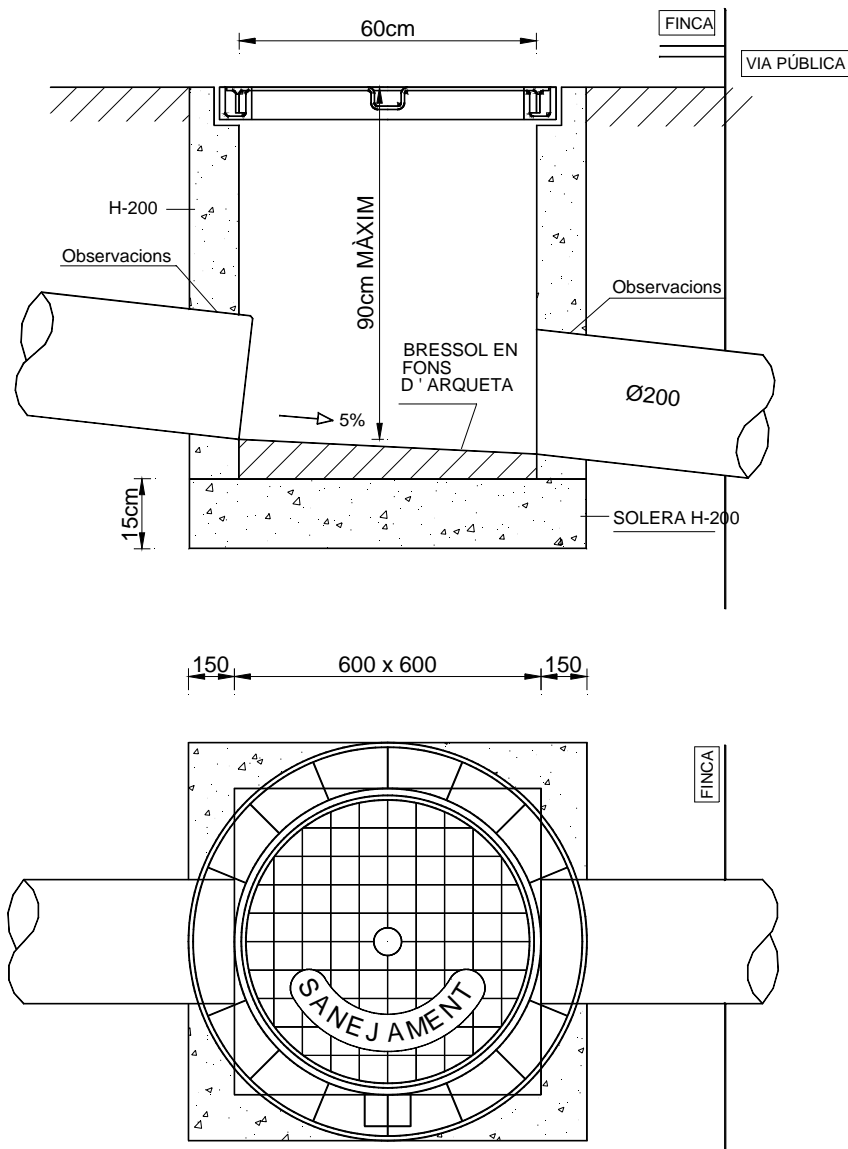 60cm
FINCA
VIA PÚBLICA
H-200
Observacions
90cm MÀXIM
Observacions
BRESSOL EN
FONS
D ' ARQUETA
Ø200
5%
15cm
SOLERA H-200
150
600 x 600
150
FINCA
SANEJAMENT